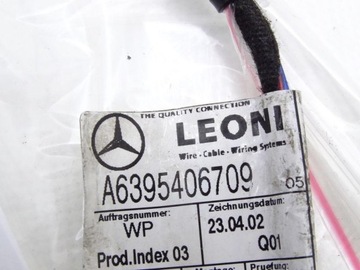 THE QUALITY CONNECTION
LEONI
Wire · Cable · Wiring Systems
A6395406709 05
Auftragsnummer: Zeichnungsdatum:
WP 23.04.02
Prod.Index 03 Q01
Prüfung: